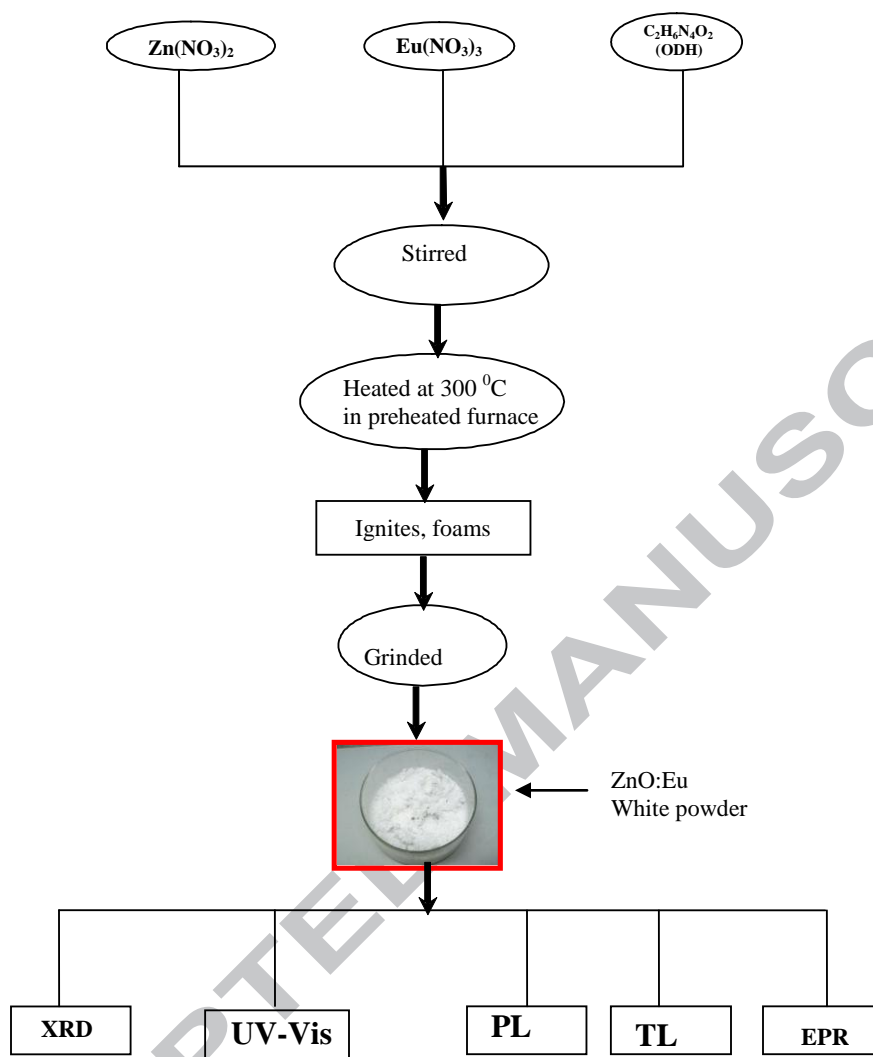 Zn(NO₃)₂
Eu(NO₃)₃
C₂H₆N₄O₂
(ODH)
Stirred
Heated at 300 ⁰C
in preheated furnace
Ignites, foams
Grinded
ZnO:Eu
White powder
XRD
UV-Vis
PL
TL
EPR